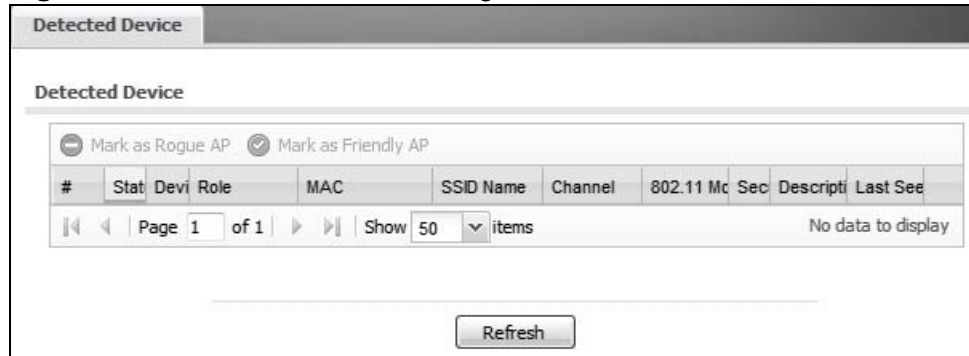 Detected Device
Detected Device
Mark as Rogue AP Mark as Friendly AP
# Stat Devi Role MAC SSID Name Channel 802.11 Mo Sec Descripti Last See
Page 1 of 1 Show 50 items No data to display
Refresh